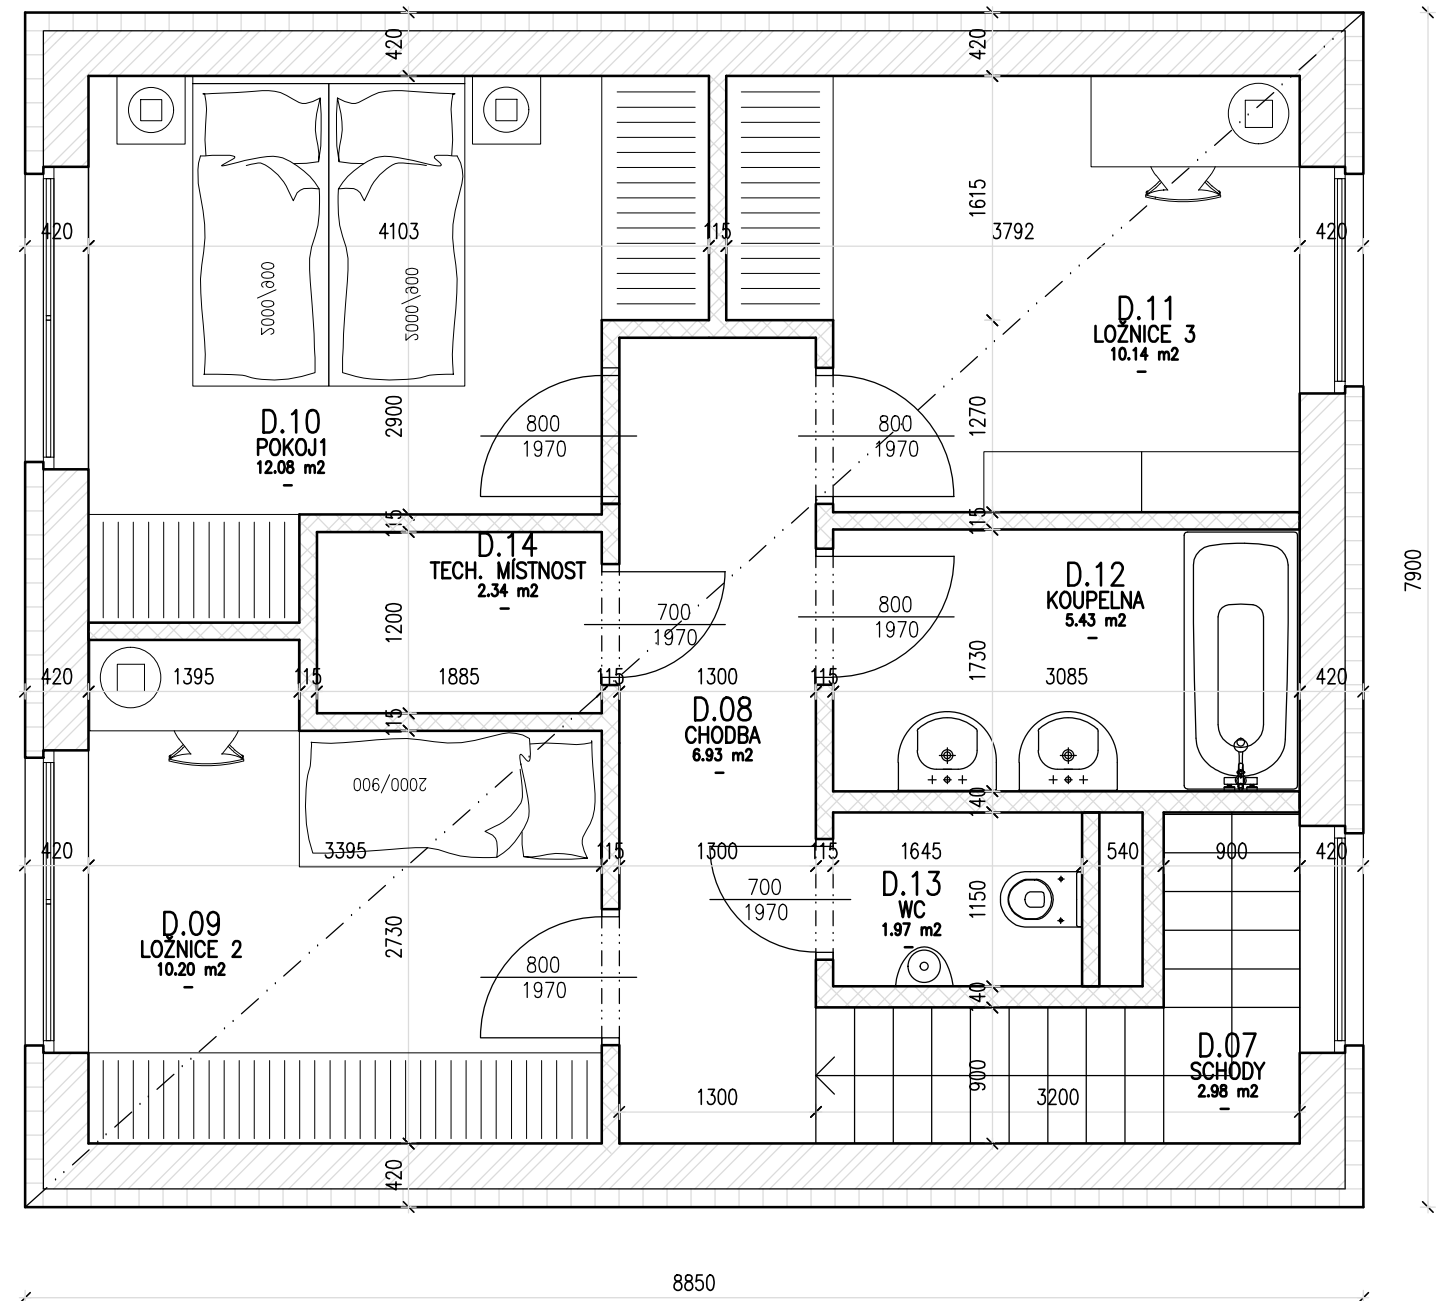 420
420
420
4103
115
1615
3792
420
2000/900
2000/900
D.11
LOŽNICE 3
10.14 m2
D.10
POKOJ1
12.08 m2
2900
800
1970
800
1970
1270
115
115
D.14
TECH. MÍSTNOST
2.34 m2
D.12
KOUPELNA
5.43 m2
7900
1200
700
1970
800
1970
1730
420
1395
115
1885
115
1300
115
3085
420
115
D.08
CHODBA
6.93 m2
2000/900
140
420
3395
115
1300
115
1645
540
900
420
D.13
WC
1.97 m2
1150
700
1970
D.09
LOŽNICE 2
10.20 m2
2730
800
1970
140
D.07
SCHODY
2.98 m2
900
1300
3200
420
8850